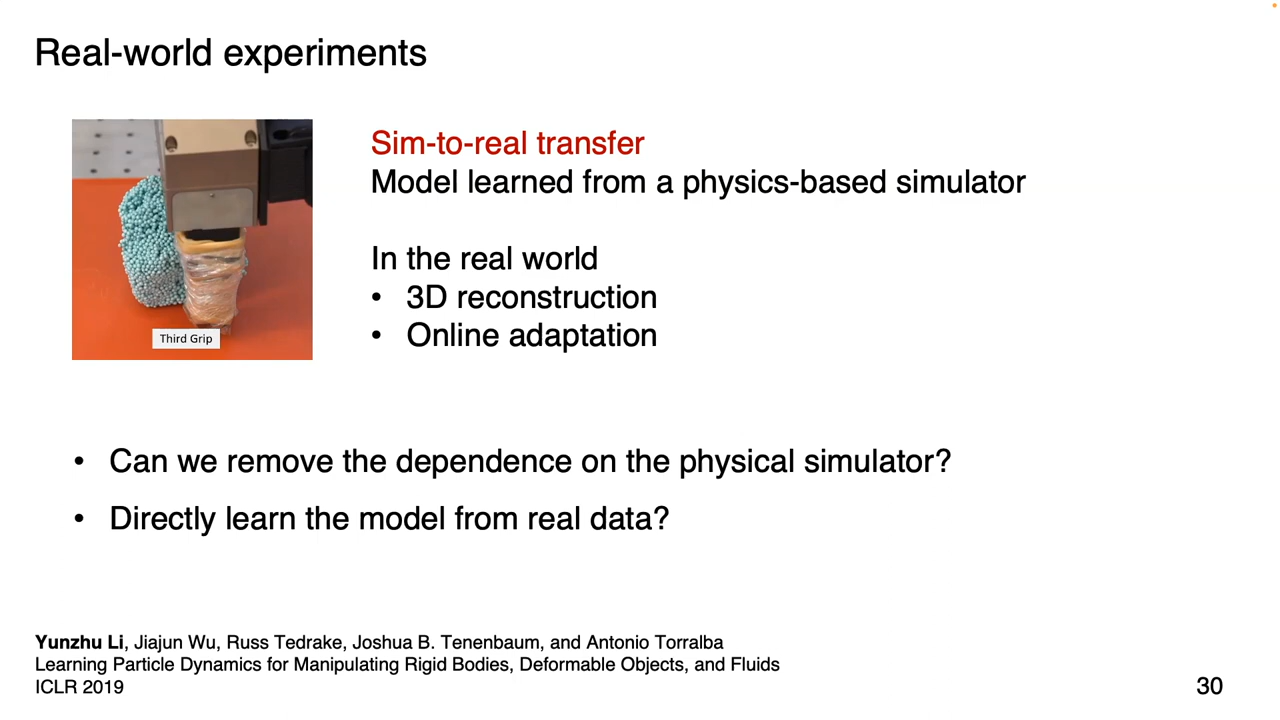 Real-world experiments
Third Grip
Sim-to-real transfer
Model learned from a physics-based simulator
In the real world
• 3D reconstruction
• Online adaptation
• Can we remove the dependence on the physical simulator?
• Directly learn the model from real data?
Yunzhu Li, Jiajun Wu, Russ Tedrake, Joshua B. Tenenbaum, and Antonio Torralba
Learning Particle Dynamics for Manipulating Rigid Bodies, Deformable Objects, and Fluids
ICLR 2019
30